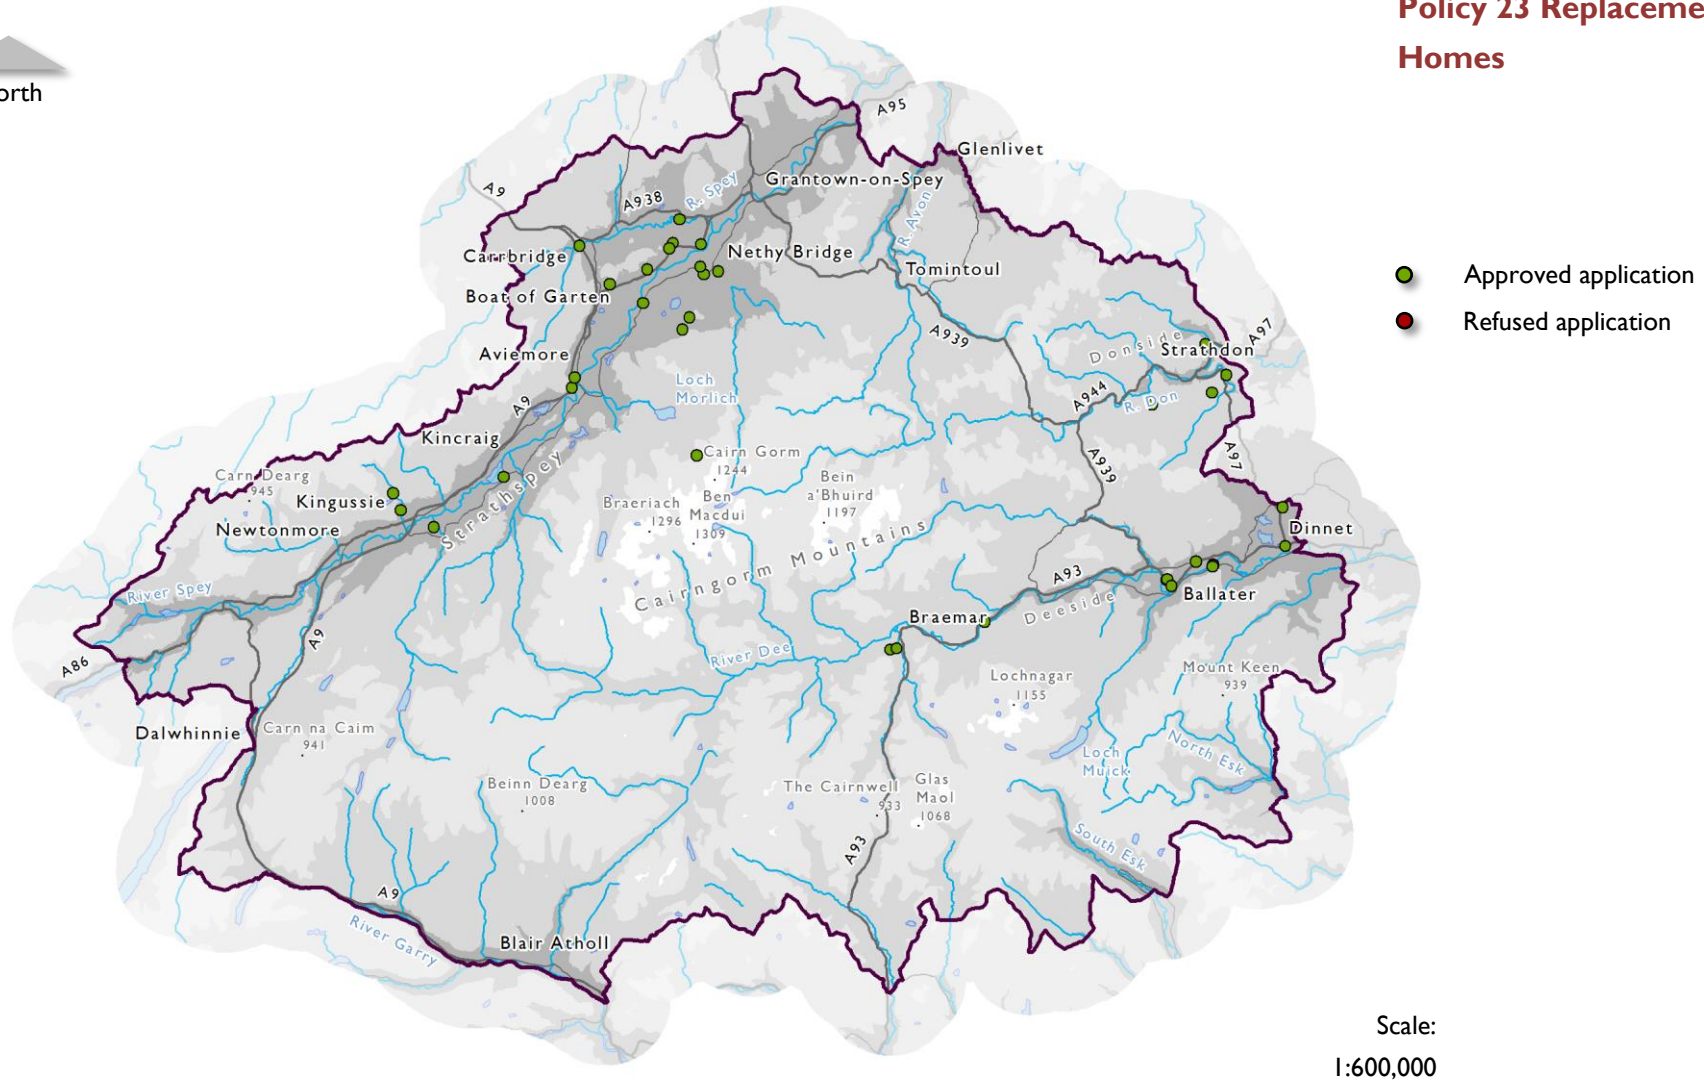 Policy 23 Replaceme
Homes
orth
A95
Glenlivet
A9
Grantown-on-Spey
R. Spey
A938
R. Avon
Carrbridge
Nethy Bridge
Tomintoul
Approved application
Boat of Garten
Refused application
A939
A97
Donside
Strathdon
Aviemore
Loch
Morlich
A944
R. Don
A9
Kincraig
Cairn Gorm
1244
A939
A97
Carn Dearg
945
Strathspey
Bein
a'Bhuird
1197
Kingussie
Braeriach
1296
Ben
Macdui
1309
Newtonmore
Dinnet
Cairngorm Mountains
River Spey
A93
Deeside
Ballater
Braemar
A9
A86
River Dee
Lochnagar
1155
Mount Keen
939
Dalwhinnie
Carn na Caim
941
Loch
Muick
North Esk
Beinn Dearg
1008
The Cairnwell
933
Glas
Maol
1068
A93
South Esk
A9
River Garry
Blair Atholl
Scale:
1:600,000